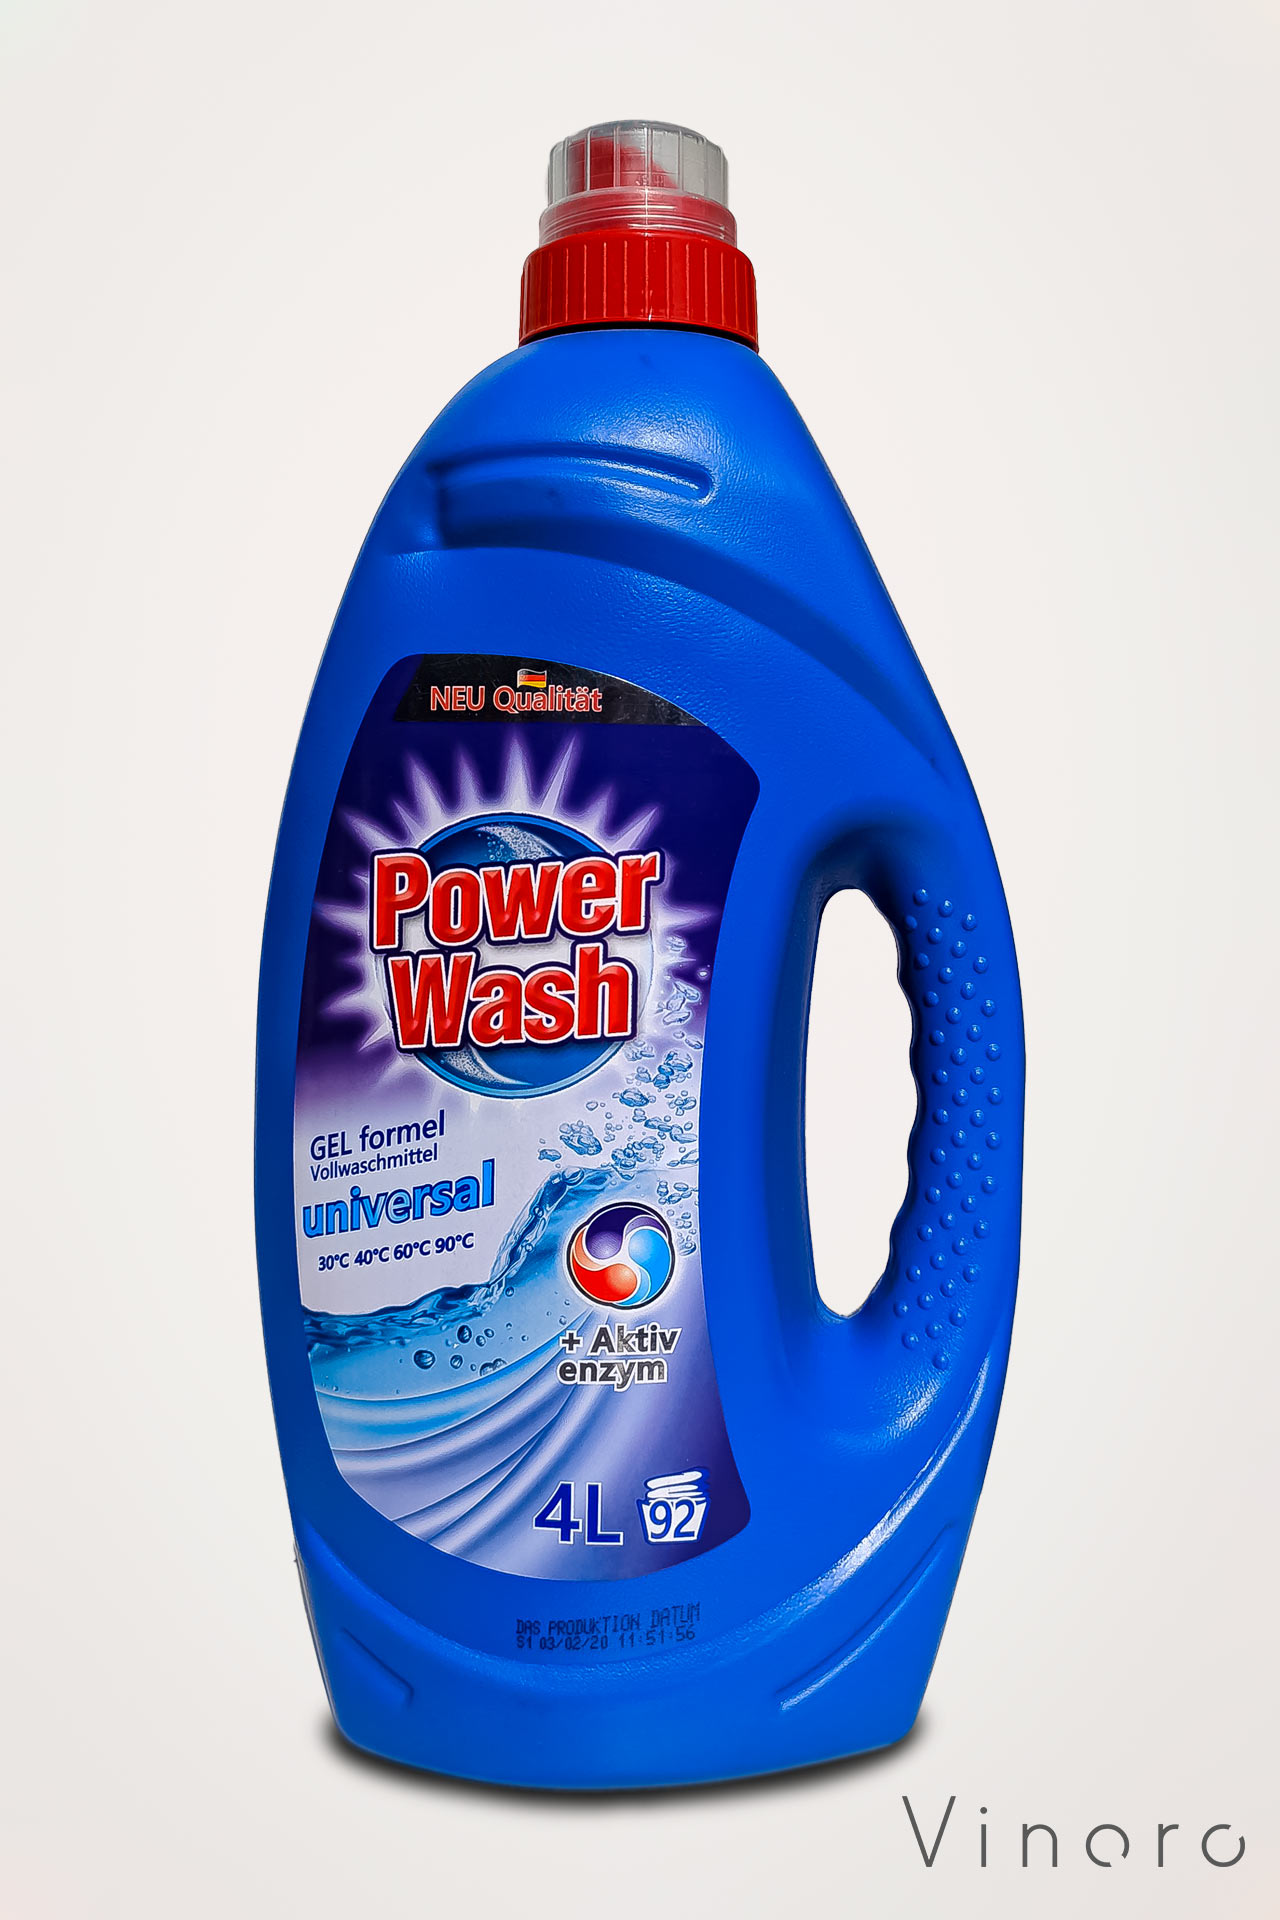 NEU Qualität
Power
Wash
GEL formel
Vollwaschmittel
universal
30°C 40°C 60°C 90°C
+ Aktiv
enzym
4L 92
DAS PRODUKTION DATUM
S1 03/02/20 11:51:56
Vinoro